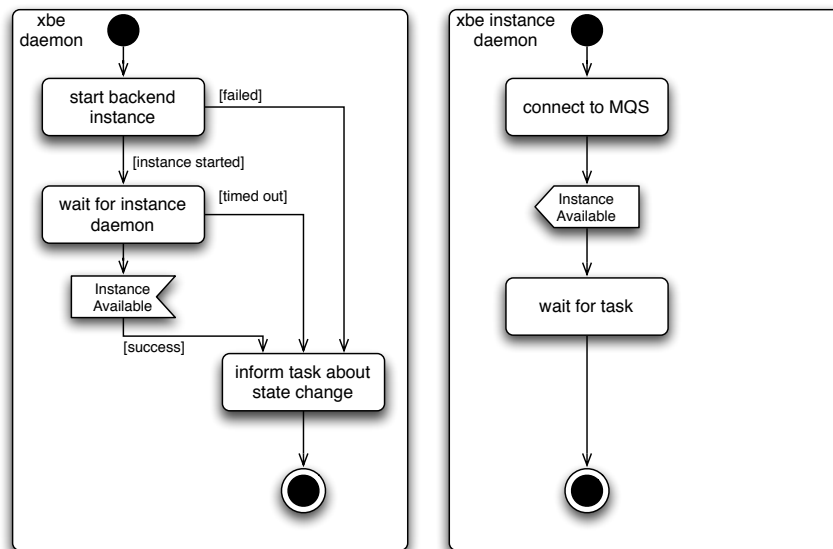 xbe
daemon
start backend
instance
[failed]
[instance started]
wait for instance
daemon
[timed out]
Instance
Available
[success]
inform task about
state change
xbe instance
daemon
connect to MQS
Instance
Available
wait for task